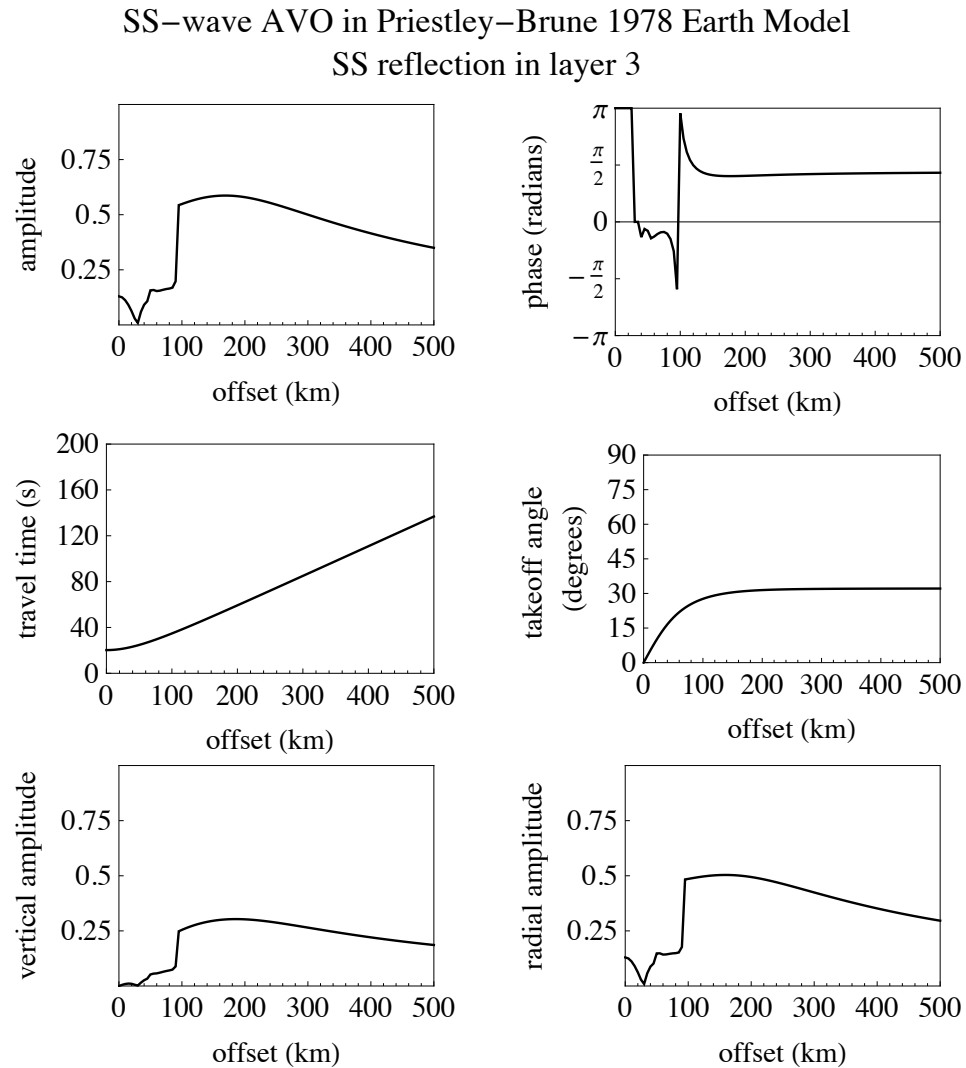 SS−wave AVO in Priestley−Brune 1978 Earth Model
SS reflection in layer 3
amplitude
0.75
0.5
0.25
0 100 200 300 400 500
offset (km)
phase (radians)
π
π/2
0
−π/2
−π
0 100 200 300 400 500
offset (km)
travel time (s)
200
160
120
80
40
0
0 100 200 300 400 500
offset (km)
takeoff angle
(degrees)
90
75
60
45
30
15
0
0 100 200 300 400 500
offset (km)
vertical amplitude
0.75
0.5
0.25
0 100 200 300 400 500
offset (km)
radial amplitude
0.75
0.5
0.25
0 100 200 300 400 500
offset (km)